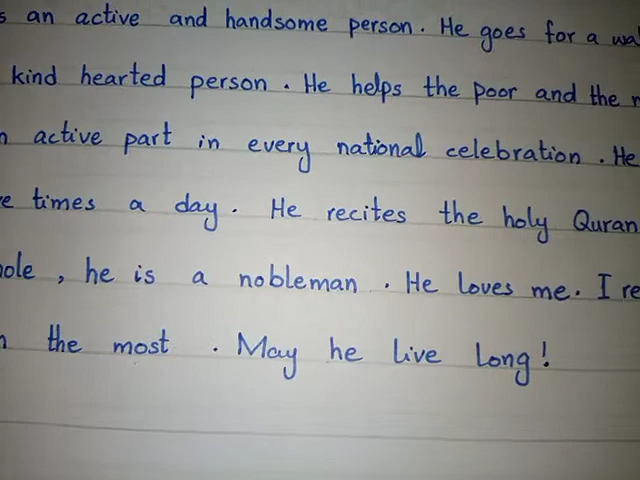 an active and handsome person. He goes for a
kind hearted person. He helps the poor and the
active part in every national celebration. He
times a day. He recites the holy Quran
, he is a nobleman. He loves me. I
the most. May he live long!